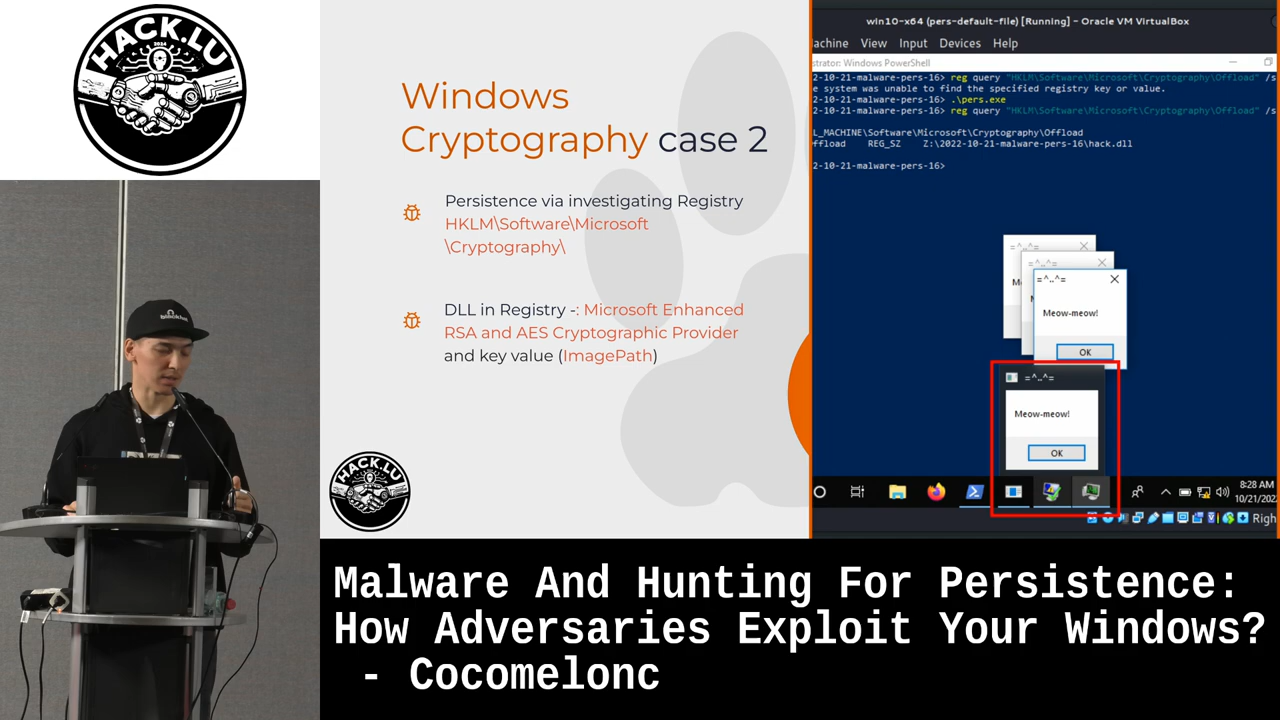 HACK.LU
2024
blackhat
Windows
Cryptography case 2
Persistence via investigating Registry
HKLM\Software\Microsoft
\Cryptography\
DLL in Registry -: Microsoft Enhanced
RSA and AES Cryptographic Provider
and key value (ImagePath)
HACK.LU
win10-x64 (pers-default-file) [Running] - Oracle VM VirtualBox
achine View Input Devices Help
strator: Windows PowerShell
2-10-21-malware-pers-16> reg query "HKLM\Software\Microsoft\Cryptography\Offload" /s
e system was unable to find the specified registry key or value.
2-10-21-malware-pers-16> .\pers.exe
2-10-21-malware-pers-16> reg query "HKLM\Software\Microsoft\Cryptography\Offload" /s
L_MACHINE\Software\Microsoft\Cryptography\Offload
ffload REG_SZ Z:\2022-10-21-malware-pers-16\hack.dll
2-10-21-malware-pers-16>
=^..^=
Me
=^..^=
=^..^=
Meow-meow!
OK
=^..^=
Meow-meow!
OK
8:28 AM
10/21/202
Righ
Malware And Hunting For Persistence:
How Adversaries Exploit Your Windows?
- Cocomelonc